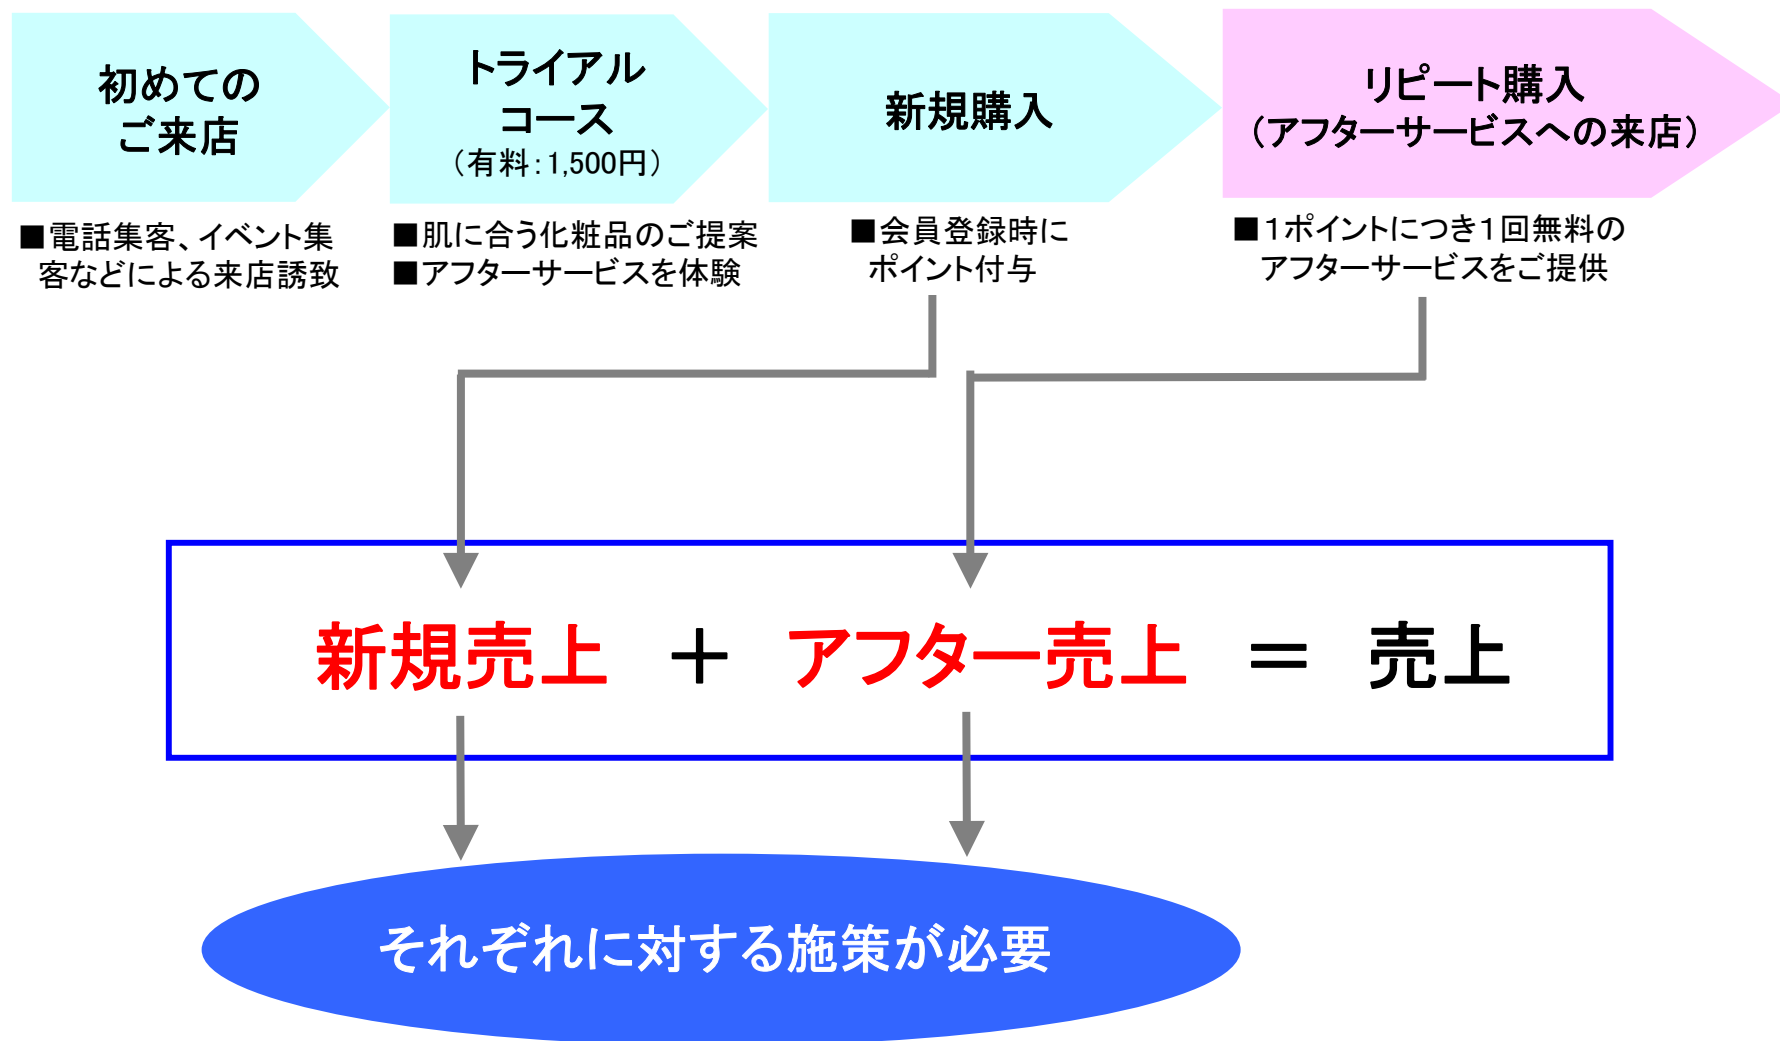 初めての
ご来店
トライアル
コース
（有料：1,500円）
新規購入
リピート購入
（アフターサービスへの来店）
■電話集客、イベント集
客などによる来店誘致
■肌に合う化粧品のご提案
■アフターサービスを体験
■会員登録時に
ポイント付与
■１ポイントにつき１回無料の
アフターサービスをご提供
新規売上 ＋ アフター売上 ＝ 売上
それぞれに対する施策が必要